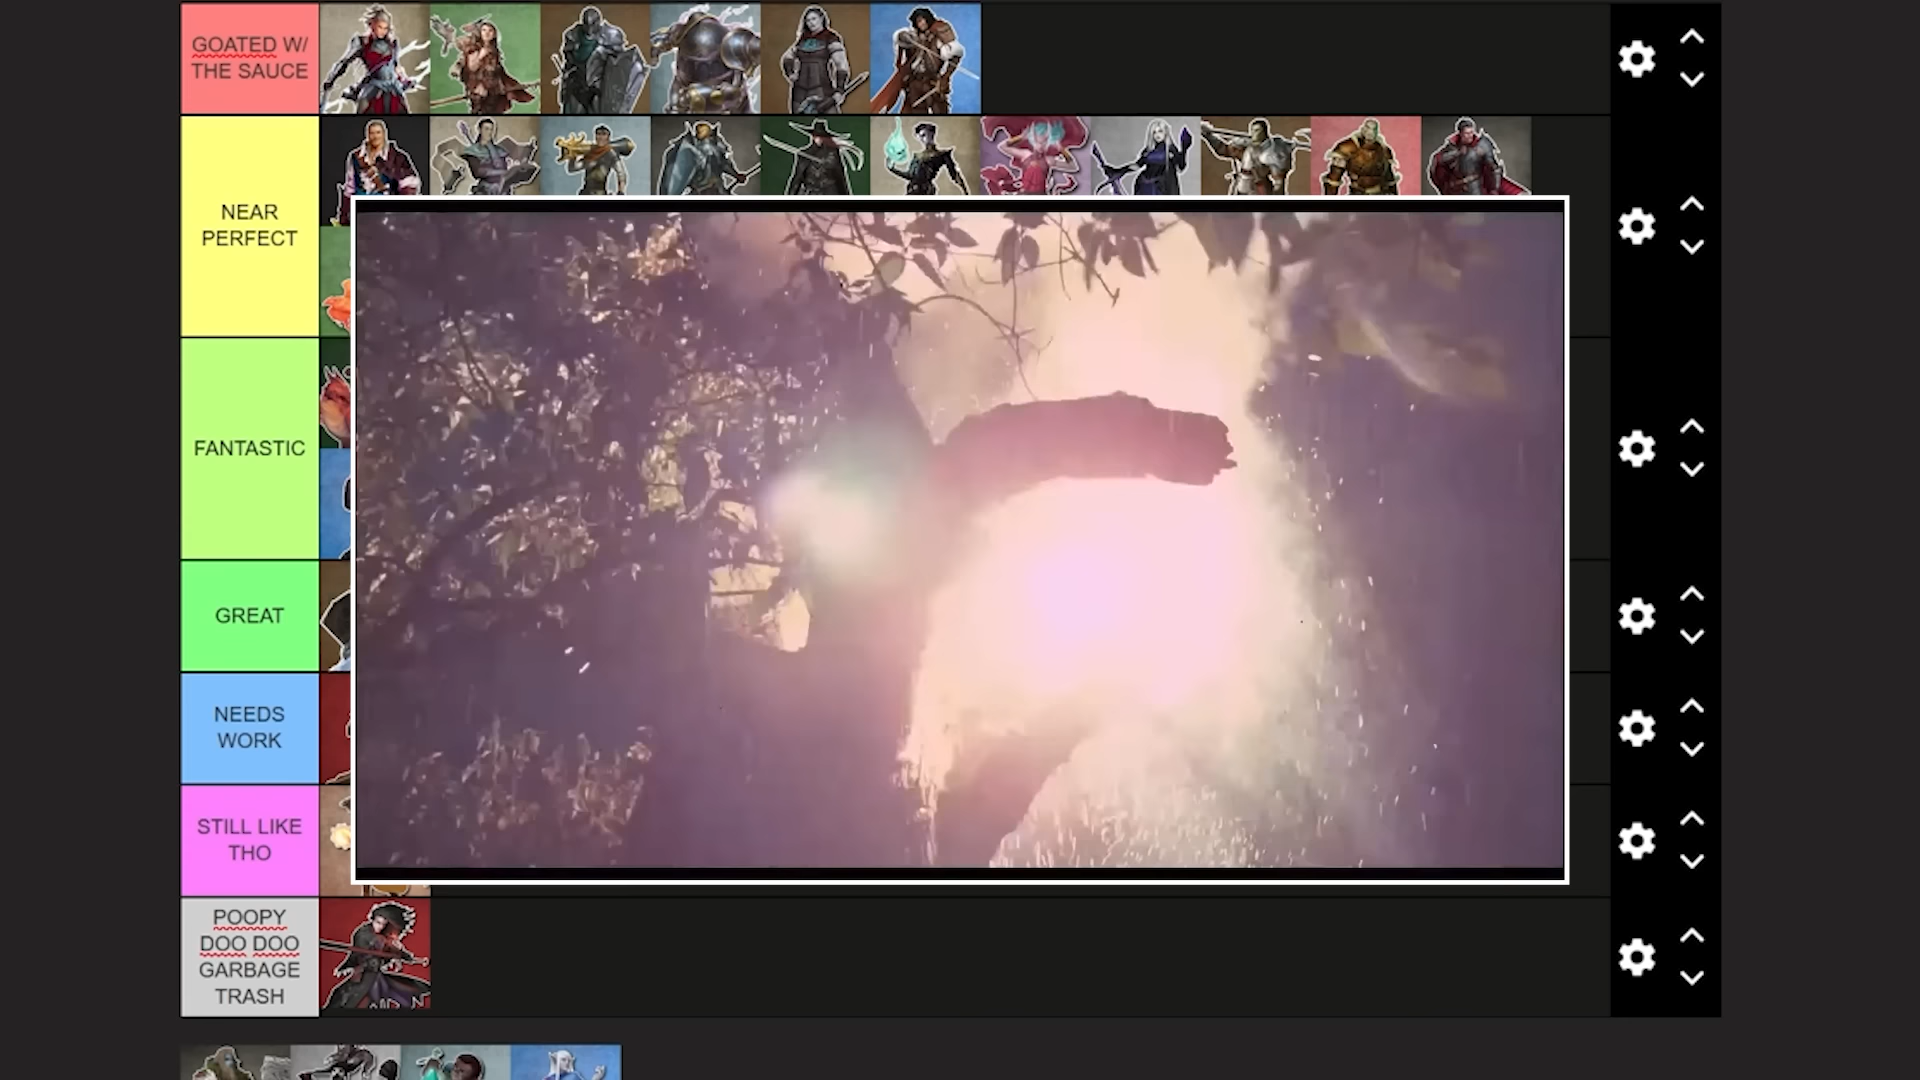 GOATED W/
THE SAUCE
NEAR
PERFECT
FANTASTIC
GREAT
NEEDS
WORK
STILL LIKE
THO
POOPY
DOO DOO
GARBAGE
TRASH